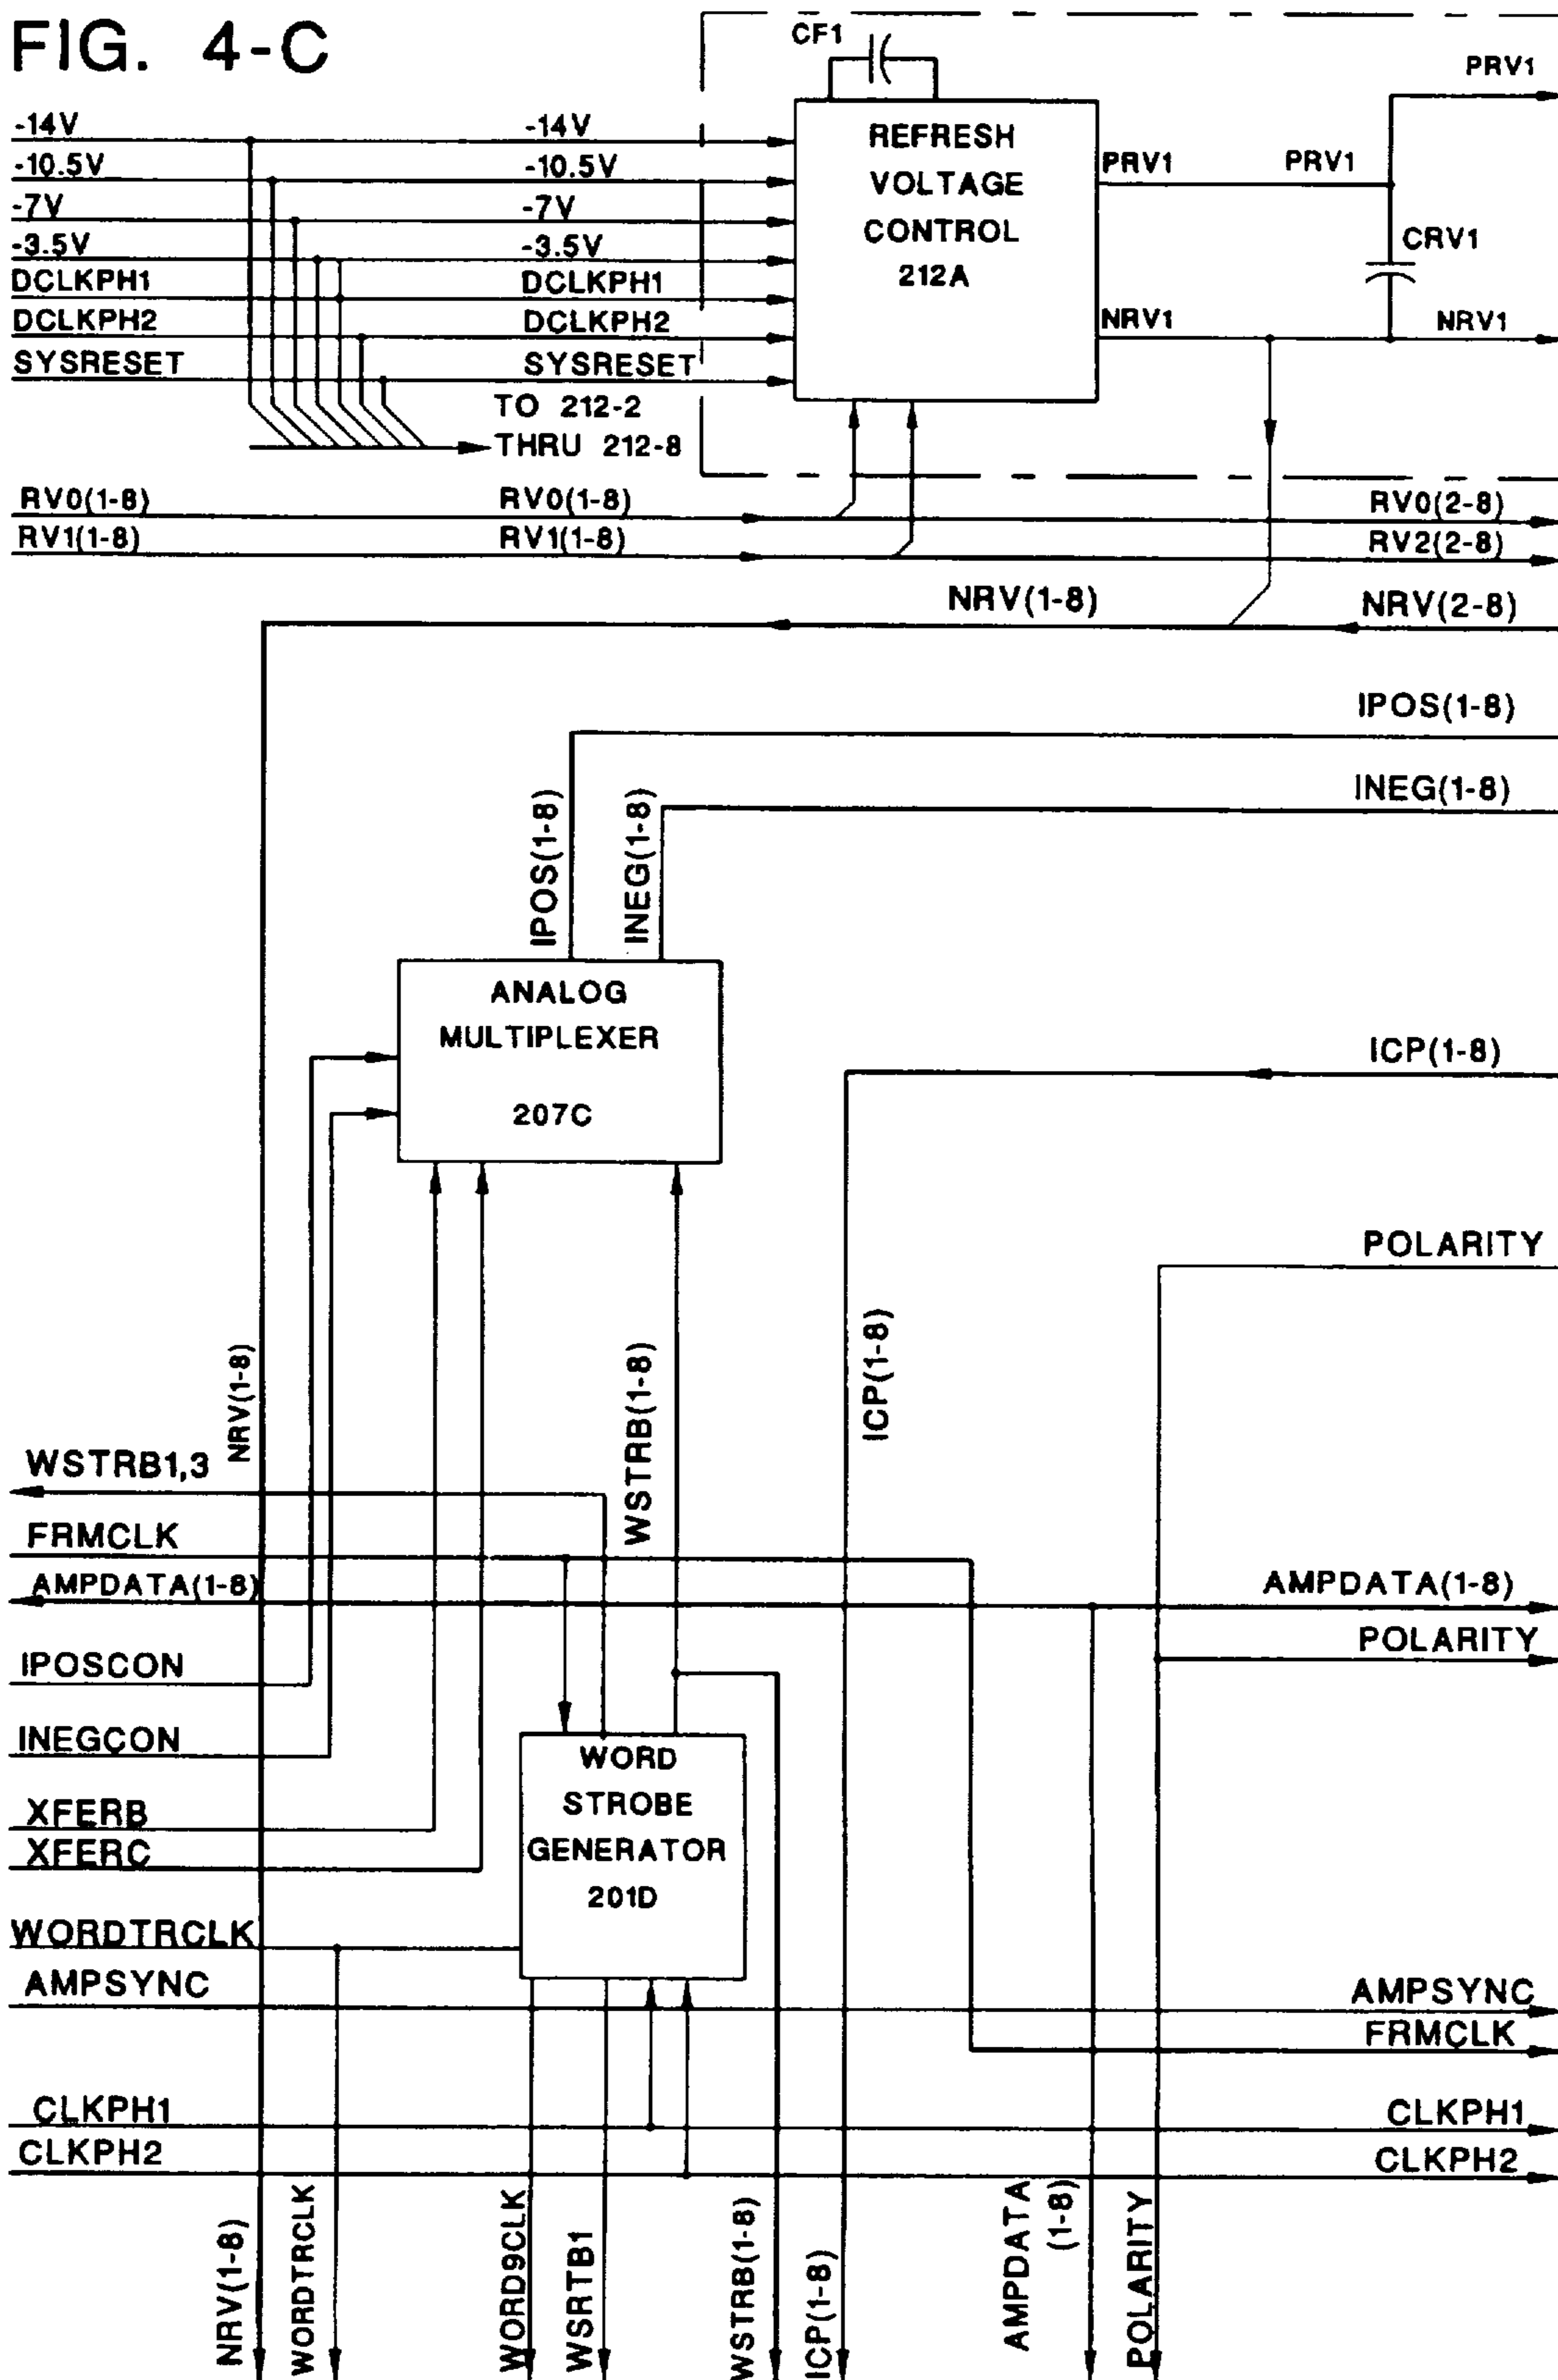 FIG. 4-C
CF1
PRV1
-14V
-14V
REFRESH
VOLTAGE
CONTROL
212A
-10.5V
-10.5V
PRV1
PRV1
-7V
-7V
-3.5V
-3.5V
CRV1
DCLKPH1
DCLKPH1
DCLKPH2
DCLKPH2
NRV1
NRV1
SYSRESET
SYSRESET
TO 212-2
THRU 212-8
RV0(1-8)
RV0(1-8)
RV0(2-8)
RV1(1-8)
RV1(1-8)
RV2(2-8)
NRV(1-8)
NRV(2-8)
IPOS(1-8)
INEG(1-8)
IPOS(1-8)
INEG(1-8)
ANALOG
MULTIPLEXER
207C
ICP(1-8)
POLARITY
NRV(1-8)
WSTRB(1-8)
ICP(1-8)
WSTRB1,3
FRMCLK
AMPDATA(1-8)
AMPDATA(1-8)
POLARITY
IPOSCON
INEGCON
WORD
STROBE
GENERATOR
201D
XFERB
XFERC
WORDTRCLK
AMPSYNC
AMPSYNC
FRMCLK
CLKPH1
CLKPH1
CLKPH2
CLKPH2
NRV(1-8)
WORDTRCLK
WORD9CLK
WSRTB1
WSTRB(1-8)
ICP(1-8)
AMPDATA
(1-8)
POLARITY